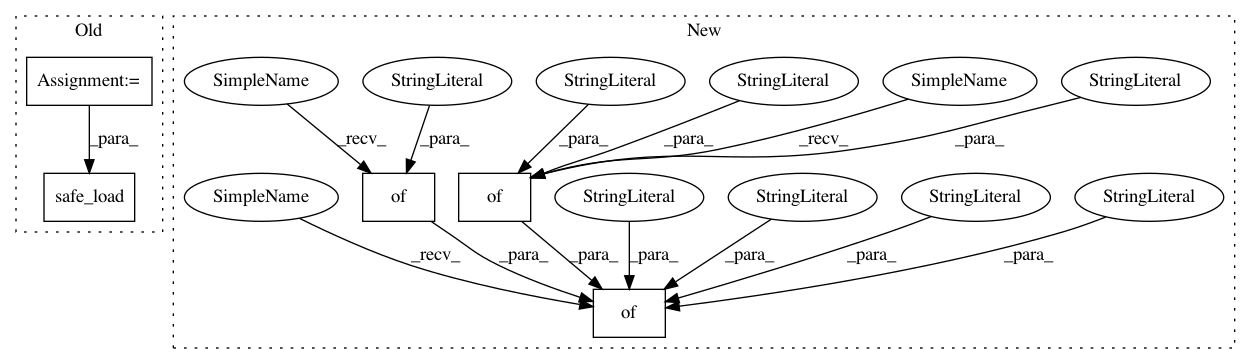 Old
New
Assignment:=
SimpleName
StringLiteral
StringLiteral
StringLiteral
SimpleName
StringLiteral
_para_
_recv_
_para_
_para_
_para_
_recv_
_para_
safe_load
SimpleName
of
of
StringLiteral
StringLiteral
StringLiteral
StringLiteral
_recv_
_para_
_para_
_para_
_para_
_para_
_para_
of